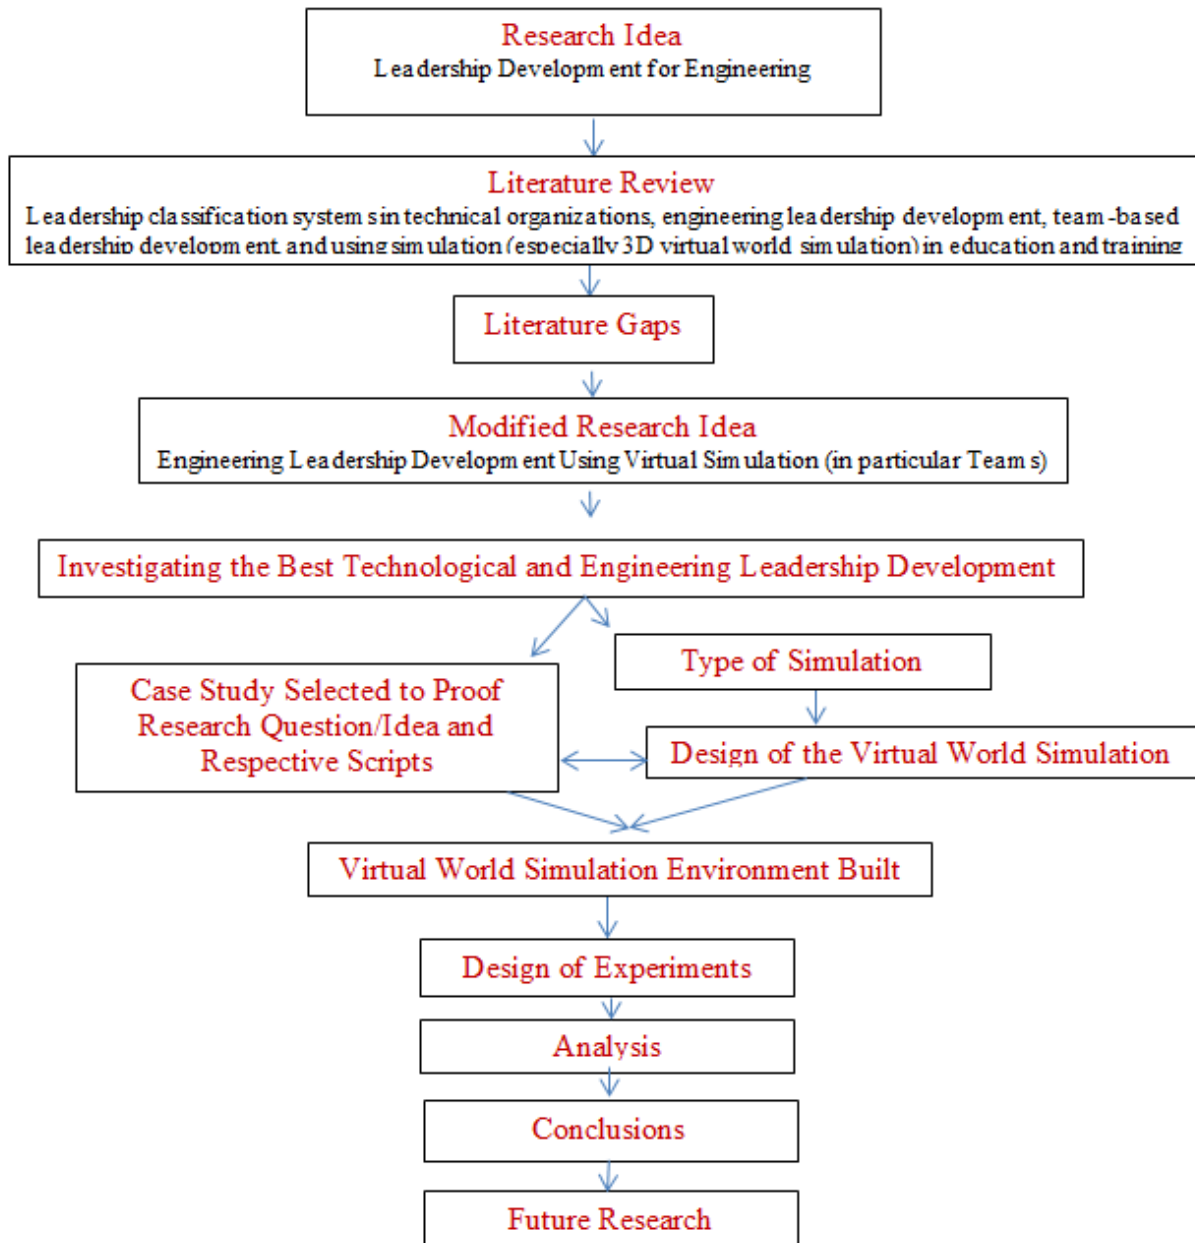 Research Idea
Leadership Development for Engineering
Literature Review
Leadership classification systems in technical organizations, engineering leadership development, team-based
leadership development, and using simulation (especially 3D virtual world simulation) in education and training
Literature Gaps
Modified Research Idea
Engineering Leadership Development Using Virtual Simulation (in particular Teams)
Investigating the Best Technological and Engineering Leadership Development
Type of Simulation
Case Study Selected to Proof
Research Question/Idea and
Respective Scripts
Design of the Virtual World Simulation
Virtual World Simulation Environment Built
Design of Experiments
Analysis
Conclusions
Future Research